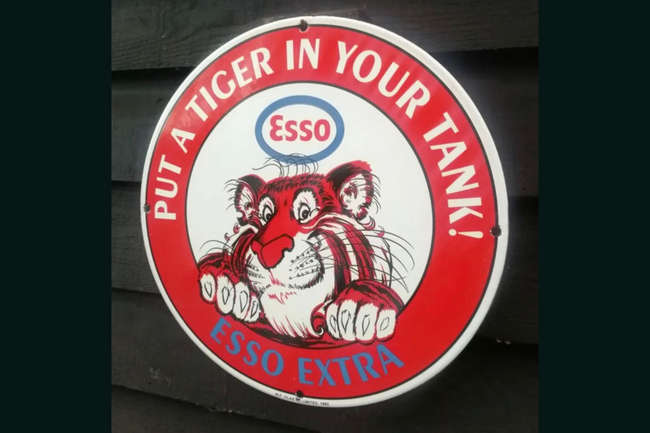 PUT A TIGER IN YOUR TANK!
Esso
ESSO EXTRA